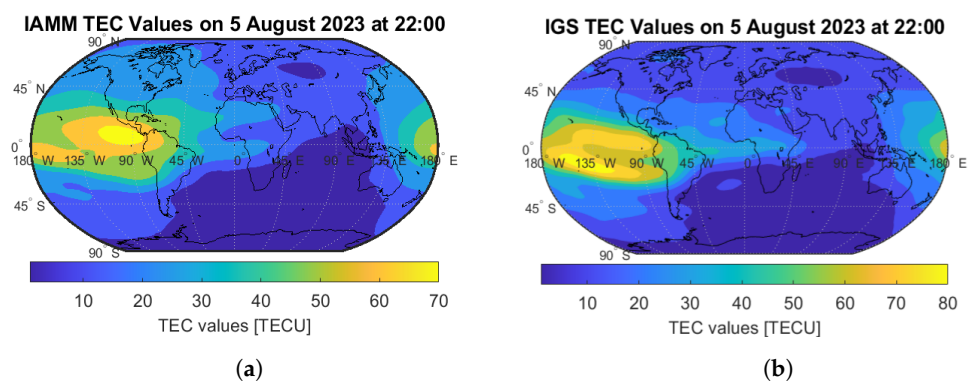 IAMM TEC Values on 5 August 2023 at 22:00
90° N
45° N
0°
180° W 135° W 90° W 45° W 0° 45° E 90° E 135° E 180° E
45° S
90° S
10 20 30 40 50 60 70
TEC values [TECU]
(a)
IGS TEC Values on 5 August 2023 at 22:00
90° N
45° N
0°
180° W 135° W 90° W 45° W 0° 45° E 90° E 135° E 180° E
45° S
90° S
10 20 30 40 50 60 70 80
TEC values [TECU]
(b)